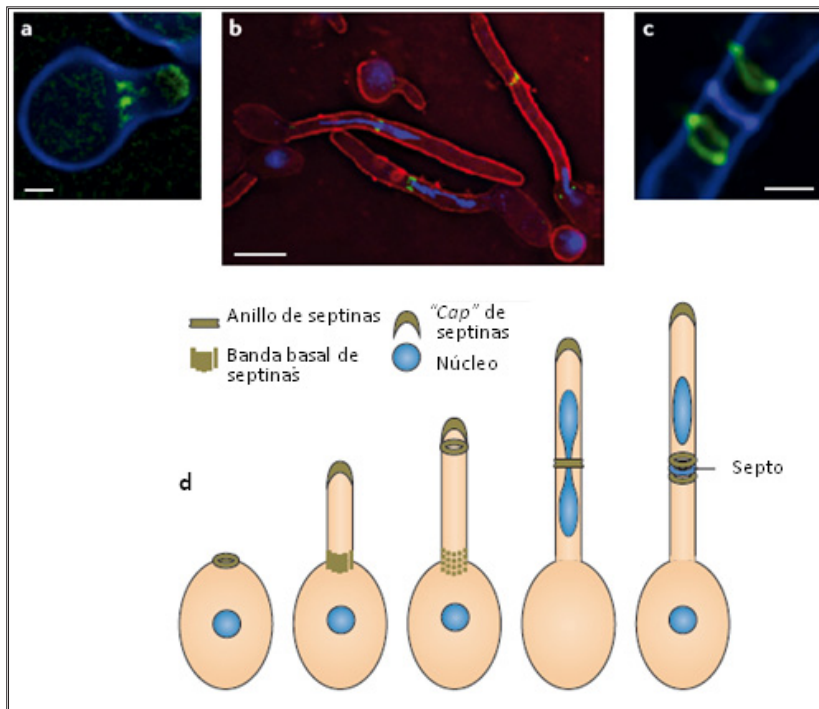 a
b
c
Anillo de septinas
Banda basal de
septinas
"Cap" de
septinas
Núcleo
d
Septo